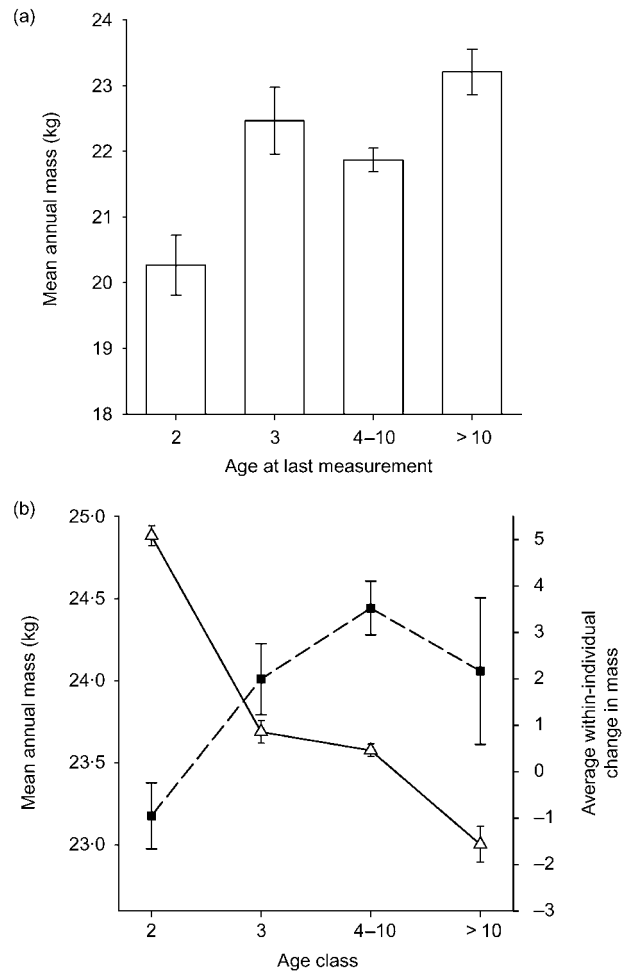 (a)
Mean annual mass (kg)
24
23
22
21
20
19
18
2 3 4–10 > 10
Age at last measurement
(b)
Mean annual mass (kg)
25·0
24·5
24·0
23·5
23·0
5
4
3
2
1
0
–1
–2
–3
Average within-individual
change in mass
2 3 4–10 > 10
Age class